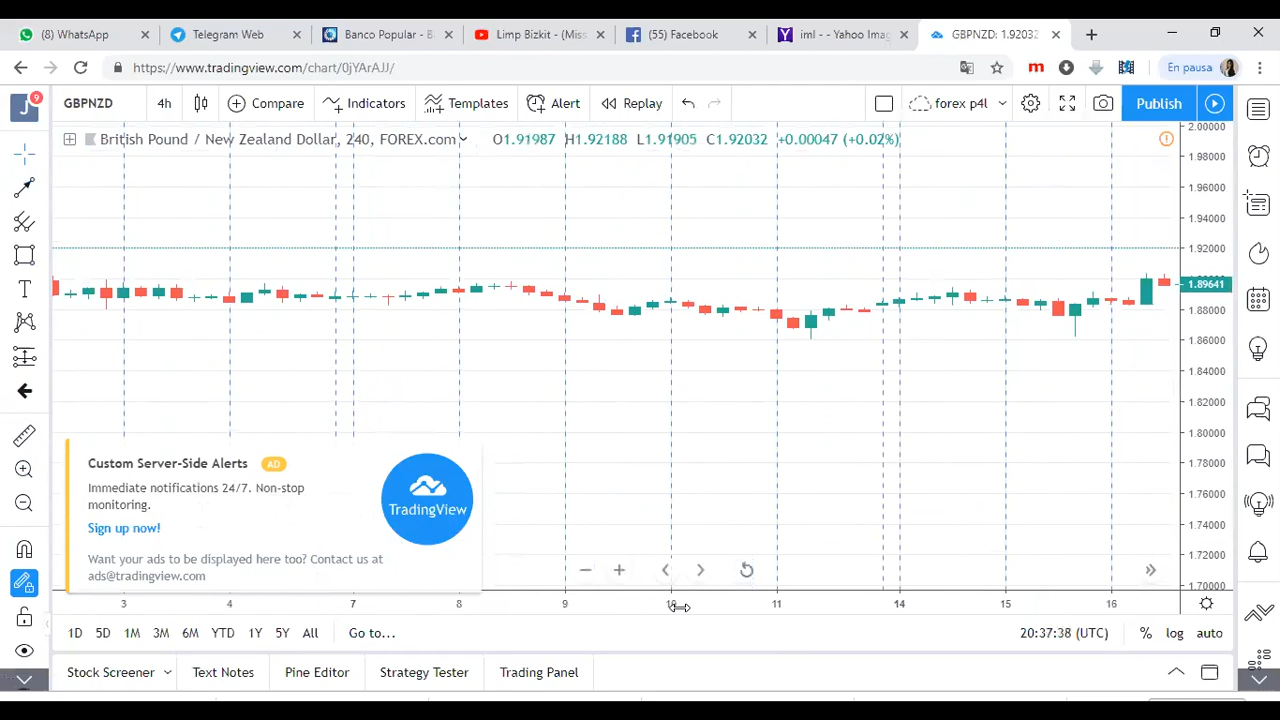 (8) WhatsApp
Telegram Web
Banco Popular - Ba
Limp Bizkit - (Miss
(55) Facebook
iml - - Yahoo Imag
GBPNZD: 1.92032
https://www.tradingview.com/chart/0jYArAJJ/
m
En pausa
J
9
GBPNZD
4h
Compare
Indicators
Templates
Alert
Replay
forex p4l
Publish
British Pound / New Zealand Dollar, 240, FOREX.com
O1.91987 H1.92188 L1.91905 C1.92032 +0.00047 (+0.02%)
2.00000
1.98000
1.96000
1.94000
1.92000
1.89641
1.88000
1.86000
1.84000
1.82000
1.80000
1.78000
1.76000
1.74000
1.72000
1.70000
Custom Server-Side Alerts AD
Immediate notifications 24/7. Non-stop
monitoring.
Sign up now!
Want your ads to be displayed here too? Contact us at
ads@tradingview.com
TradingView
3 4 7 8 9 10 11 14 15 16
1D 5D 1M 3M 6M YTD 1Y 5Y All Go to...
20:37:38 (UTC) % log auto
Stock Screener
Text Notes
Pine Editor
Strategy Tester
Trading Panel